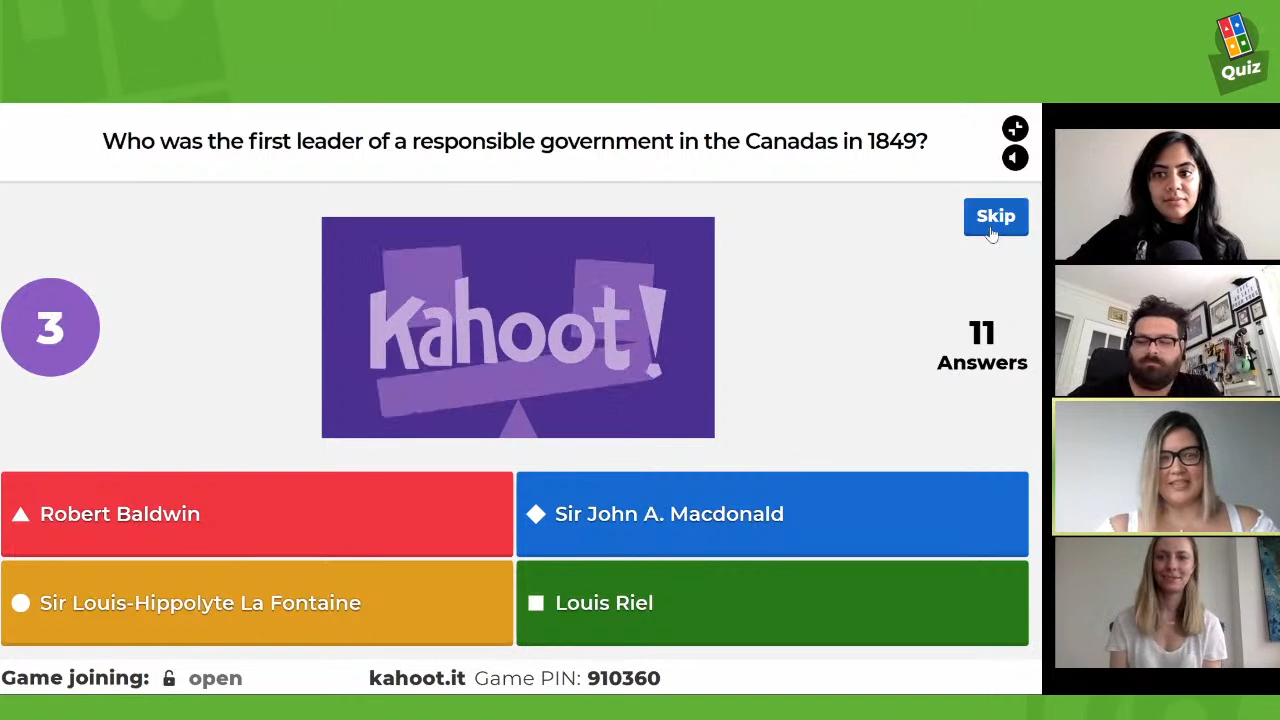 Quiz
Who was the first leader of a responsible government in the Canadas in 1849?
Skip
3
Kahoot!
11
Answers
Robert Baldwin
Sir John A. Macdonald
Sir Louis-Hippolyte La Fontaine
Louis Riel
Game joining: open
kahoot.it Game PIN: 910360